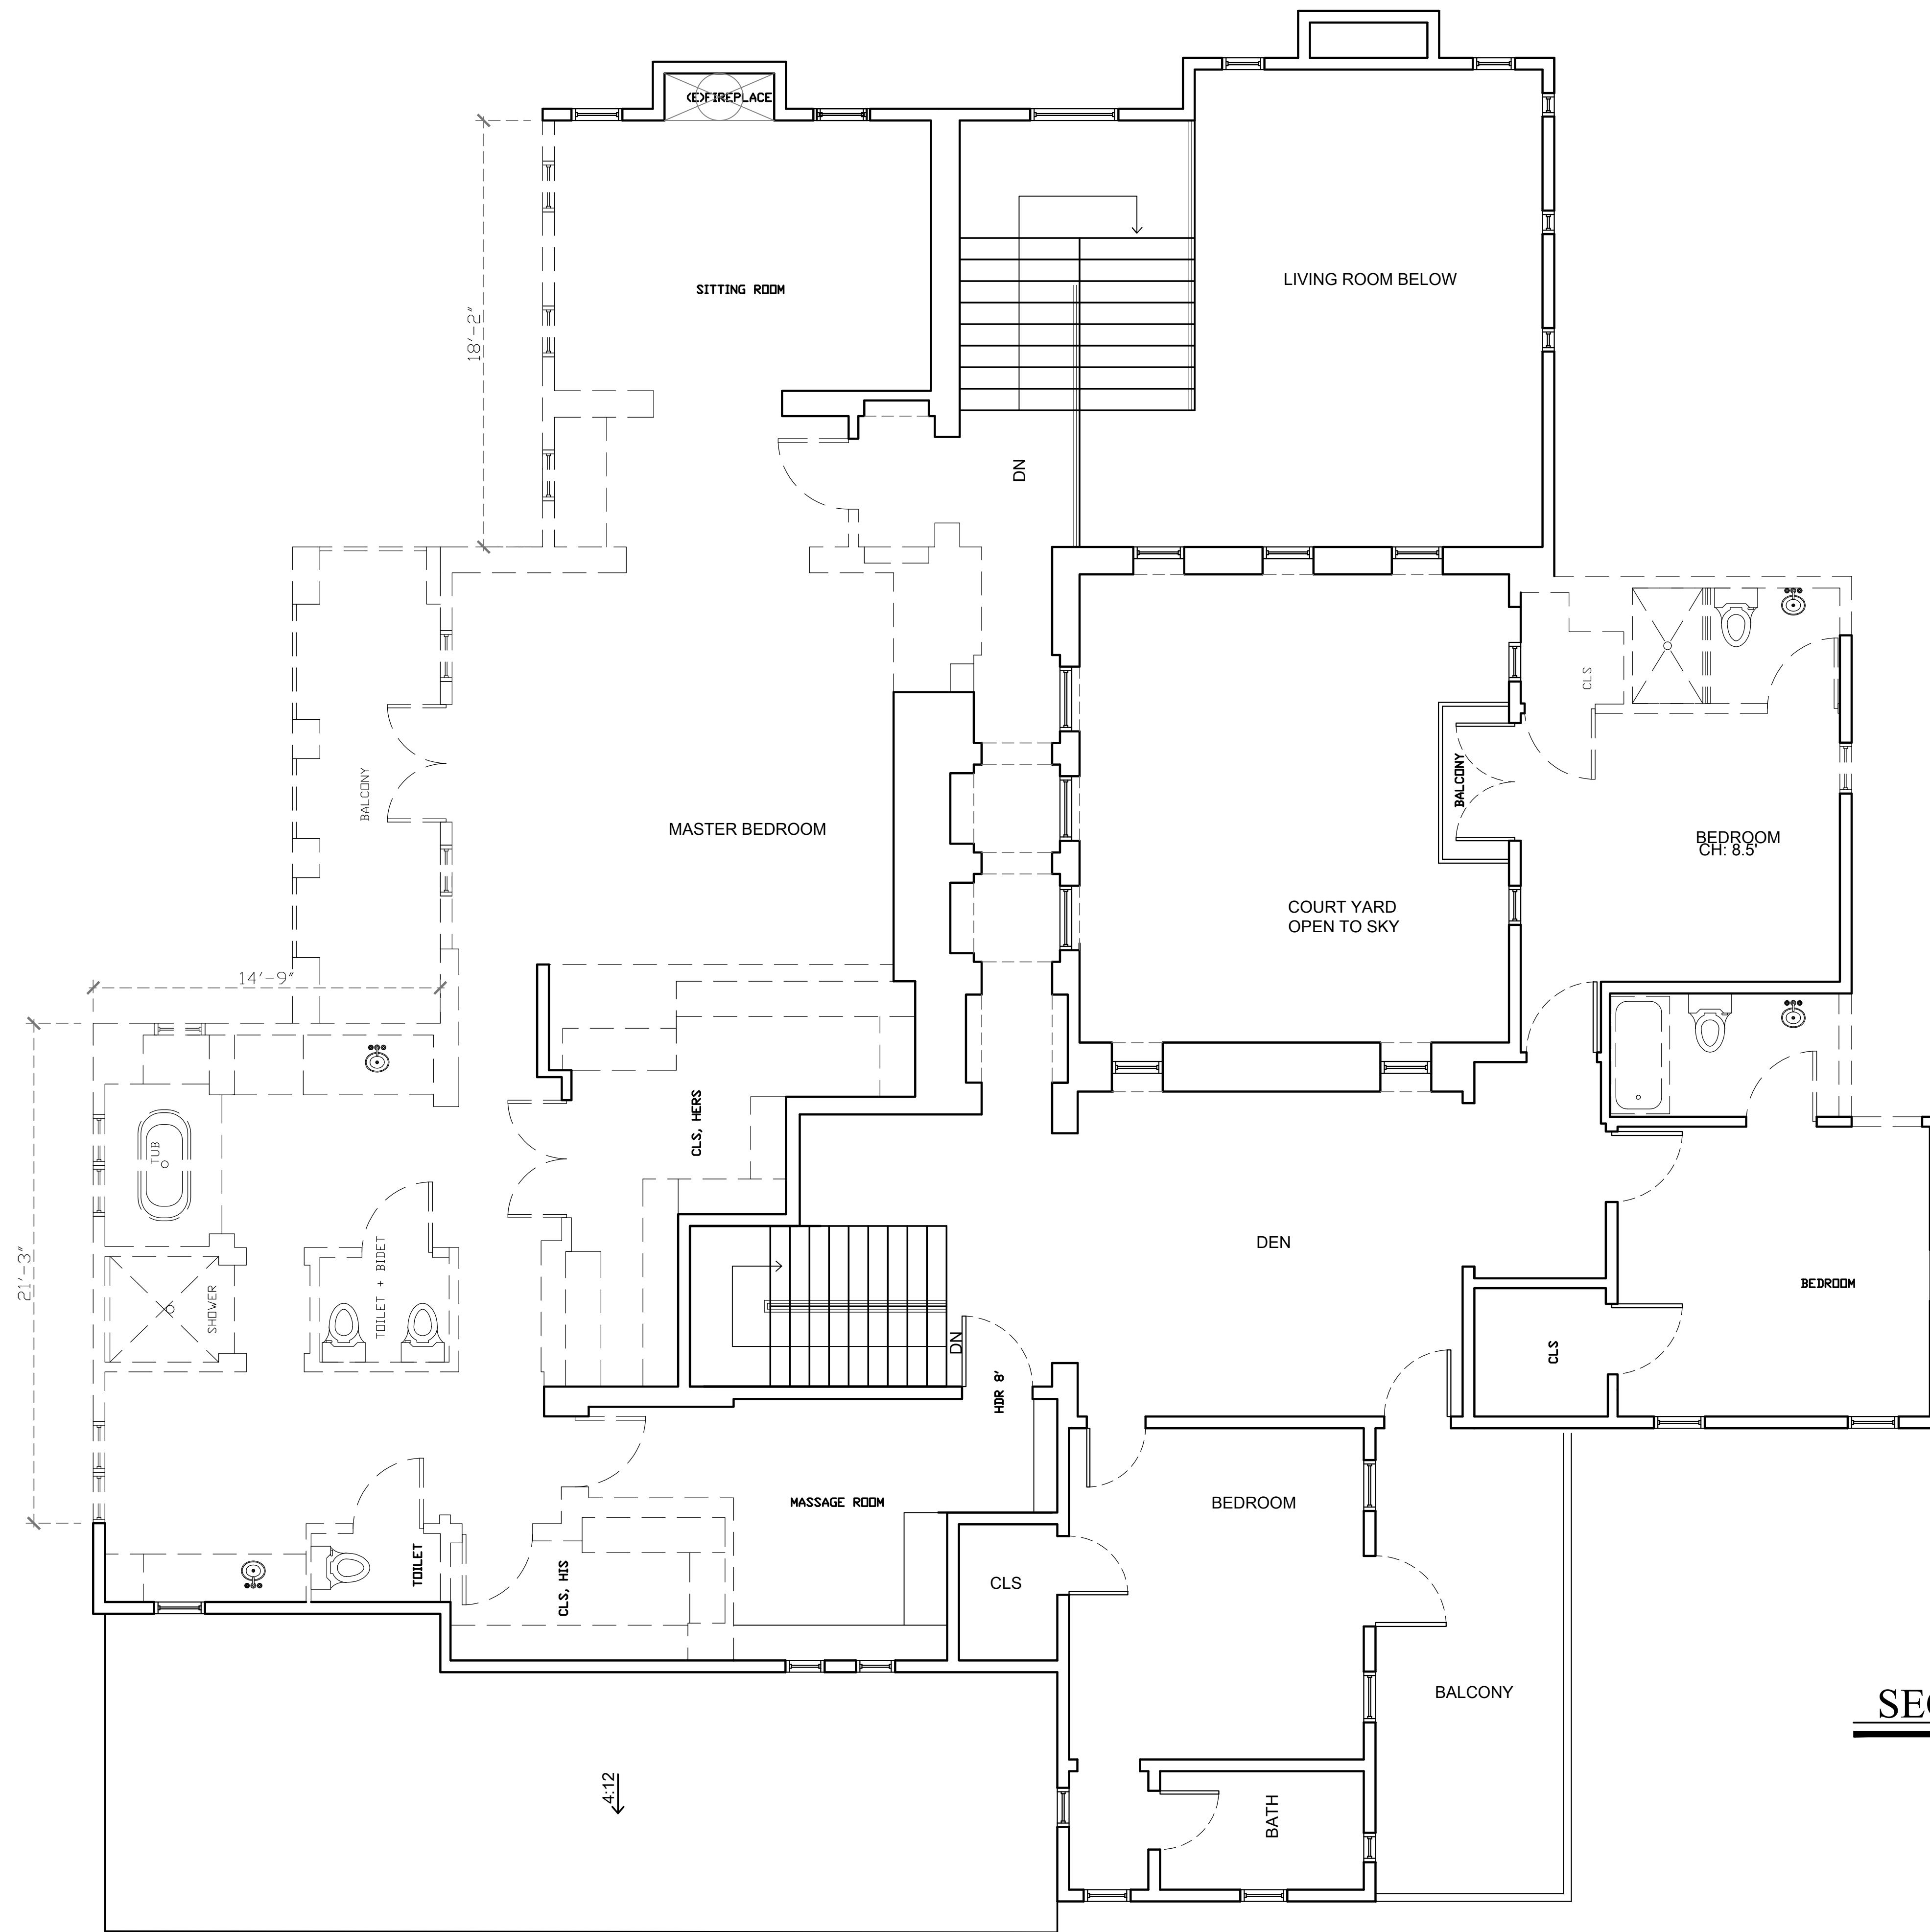 (E)FIREPLACE
SITTING ROOM
LIVING ROOM BELOW
18'-2"
DN
CLS
BALCONY
BALCONY
MASTER BEDROOM
BEDROOM
CH: 8.5'
COURT YARD
OPEN TO SKY
14'-9"
CLS, HERS
TUB
21'-3"
SHOWER
TOILET + BIDET
DEN
BEDROOM
DN
HDR 8'
CLS
MASSAGE ROOM
BEDROOM
TOILET
CLS, HIS
CLS
BALCONY
4:12
BATH